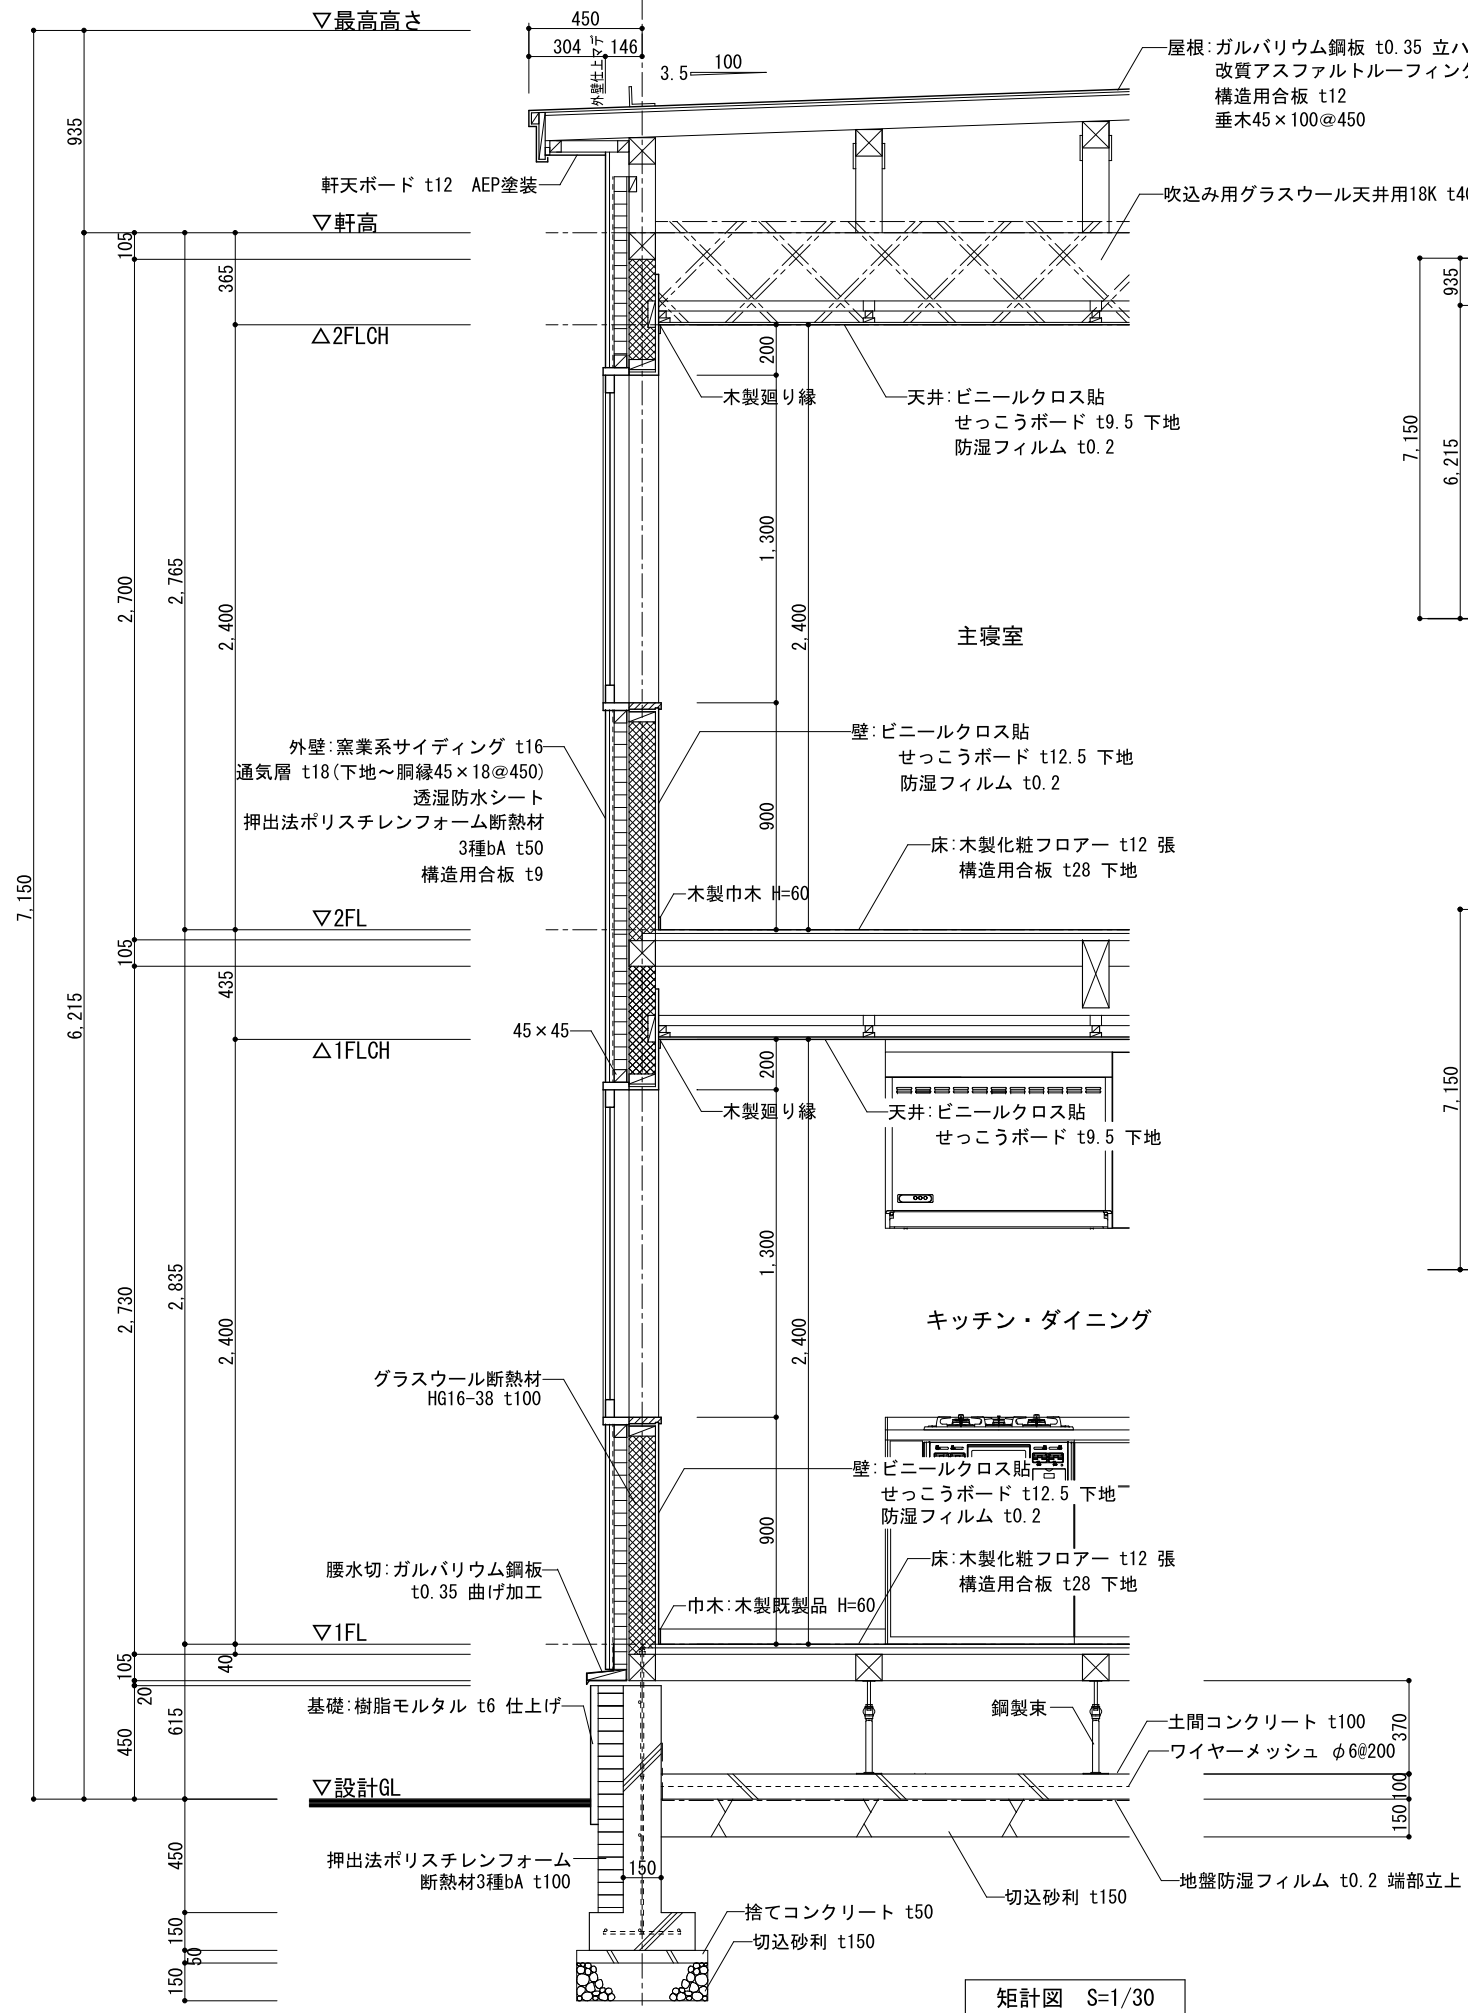 ▽最高高さ
450
304
146
外壁仕上マデ
3.5
100
屋根:ガルバリウム鋼板 t0.35 立ハ
改質アスファルトルーフィング
構造用合板 t12
垂木45×100@450
935
軒天ボード t12 AEP塗装
吹込み用グラスウール天井用18K t40
▽軒高
105
365
△2FLCH
200
木製廻り縁
天井:ビニールクロス貼
せっこうボード t9.5 下地
防湿フィルム t0.2
935
7,150
6,215
1,300
2,700
2,765
2,400
2,400
主寝室
外壁:窯業系サイディング t16
通気層 t18(下地～胴縁45×18@450)
透湿防水シート
押出法ポリスチレンフォーム断熱材
3種bA t50
構造用合板 t9
壁:ビニールクロス貼
せっこうボード t12.5 下地
防湿フィルム t0.2
900
床:木製化粧フロアー t12 張
構造用合板 t28 下地
木製巾木 H=60
7,150
▽2FL
105
435
6,215
45×45
△1FLCH
200
木製廻り縁
天井:ビニールクロス貼
せっこうボード t9.5 下地
7,150
1,300
2,730
2,835
2,400
2,400
キッチン・ダイニング
グラスウール断熱材
HG16-38 t100
壁:ビニールクロス貼
せっこうボード t12.5 下地
防湿フィルム t0.2
900
床:木製化粧フロアー t12 張
構造用合板 t28 下地
腰水切:ガルバリウム鋼板
t0.35 曲げ加工
巾木:木製既製品 H=60
▽1FL
105
40
20
450
615
基礎:樹脂モルタル t6 仕上げ
鋼製束
土間コンクリート t100
ワイヤーメッシュ φ6@200
370
100
150
▽設計GL
450
押出法ポリスチレンフォーム
断熱材3種bA t100
150
切込砂利 t150
地盤防湿フィルム t0.2 端部立上
150
50
150
捨てコンクリート t50
切込砂利 t150
矩計図 S=1/30